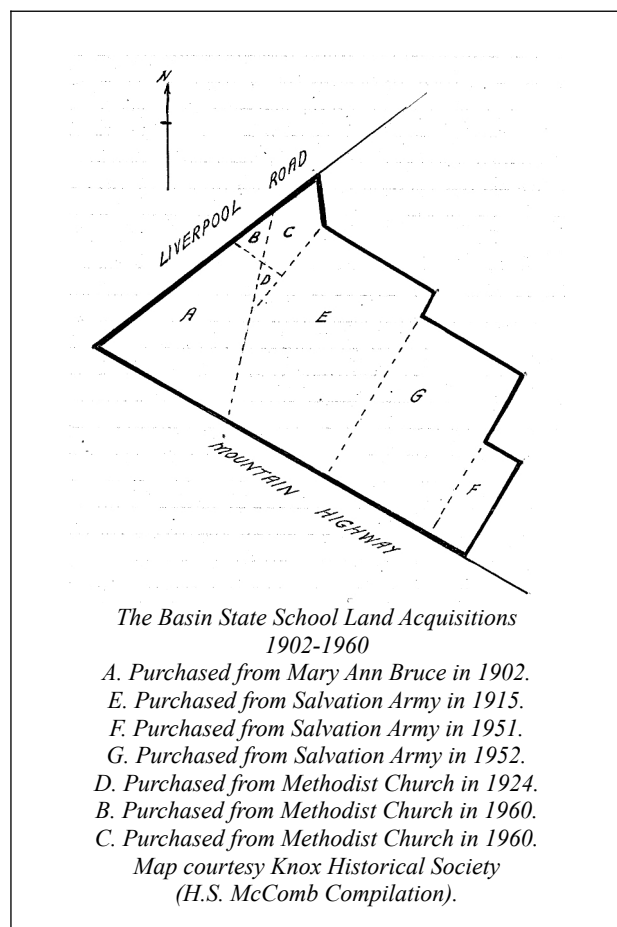 N
LIVERPOOL ROAD
B
C
D
A
E
G
F
MOUNTAIN HIGHWAY
The Basin State School Land Acquisitions
1902-1960
A. Purchased from Mary Ann Bruce in 1902.
E. Purchased from Salvation Army in 1915.
F. Purchased from Salvation Army in 1951.
G. Purchased from Salvation Army in 1952.
D. Purchased from Methodist Church in 1924.
B. Purchased from Methodist Church in 1960.
C. Purchased from Methodist Church in 1960.
Map courtesy Knox Historical Society
(H.S. McComb Compilation).